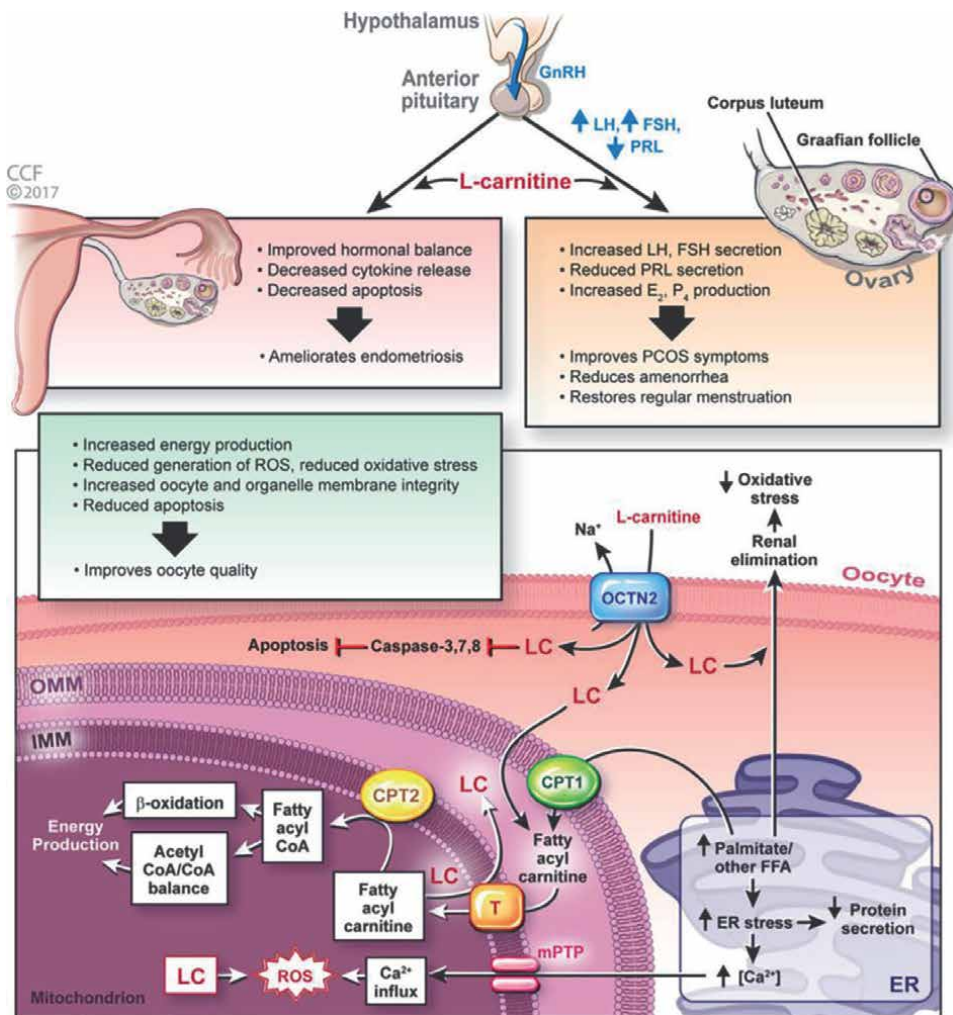 Hypothalamus
GnRH
Anterior
pituitary
↑ LH, ↑ FSH,
↓ PRL
Corpus luteum
Graafian follicle
Ovary
CCF
©2017
L-carnitine
• Improved hormonal balance
• Decreased cytokine release
• Decreased apoptosis
• Ameliorates endometriosis
• Increased LH, FSH secretion
• Reduced PRL secretion
• Increased E₂, P₄ production
• Improves PCOS symptoms
• Reduces amenorrhea
• Restores regular menstruation
• Increased energy production
• Reduced generation of ROS, reduced oxidative stress
• Increased oocyte and organelle membrane integrity
• Reduced apoptosis
• Improves oocyte quality
↓ Oxidative
stress
Renal
elimination
L-carnitine
Na⁺
OCTN2
Oocyte
Apoptosis
Caspase-3,7,8
LC
LC
LC
OMM
IMM
CPT2
LC
CPT1
β-oxidation
Fatty
acyl
CoA
Energy
Production
Acetyl
CoA/CoA
balance
Fatty
acyl
carnitine
LC
Fatty
acyl
carnitine
T
↑ Palmitate/
other FFA
↑ ER stress
↓ Protein
secretion
↑ [Ca²⁺]
ER
mPTP
LC
ROS
Ca²⁺
influx
Mitochondrion